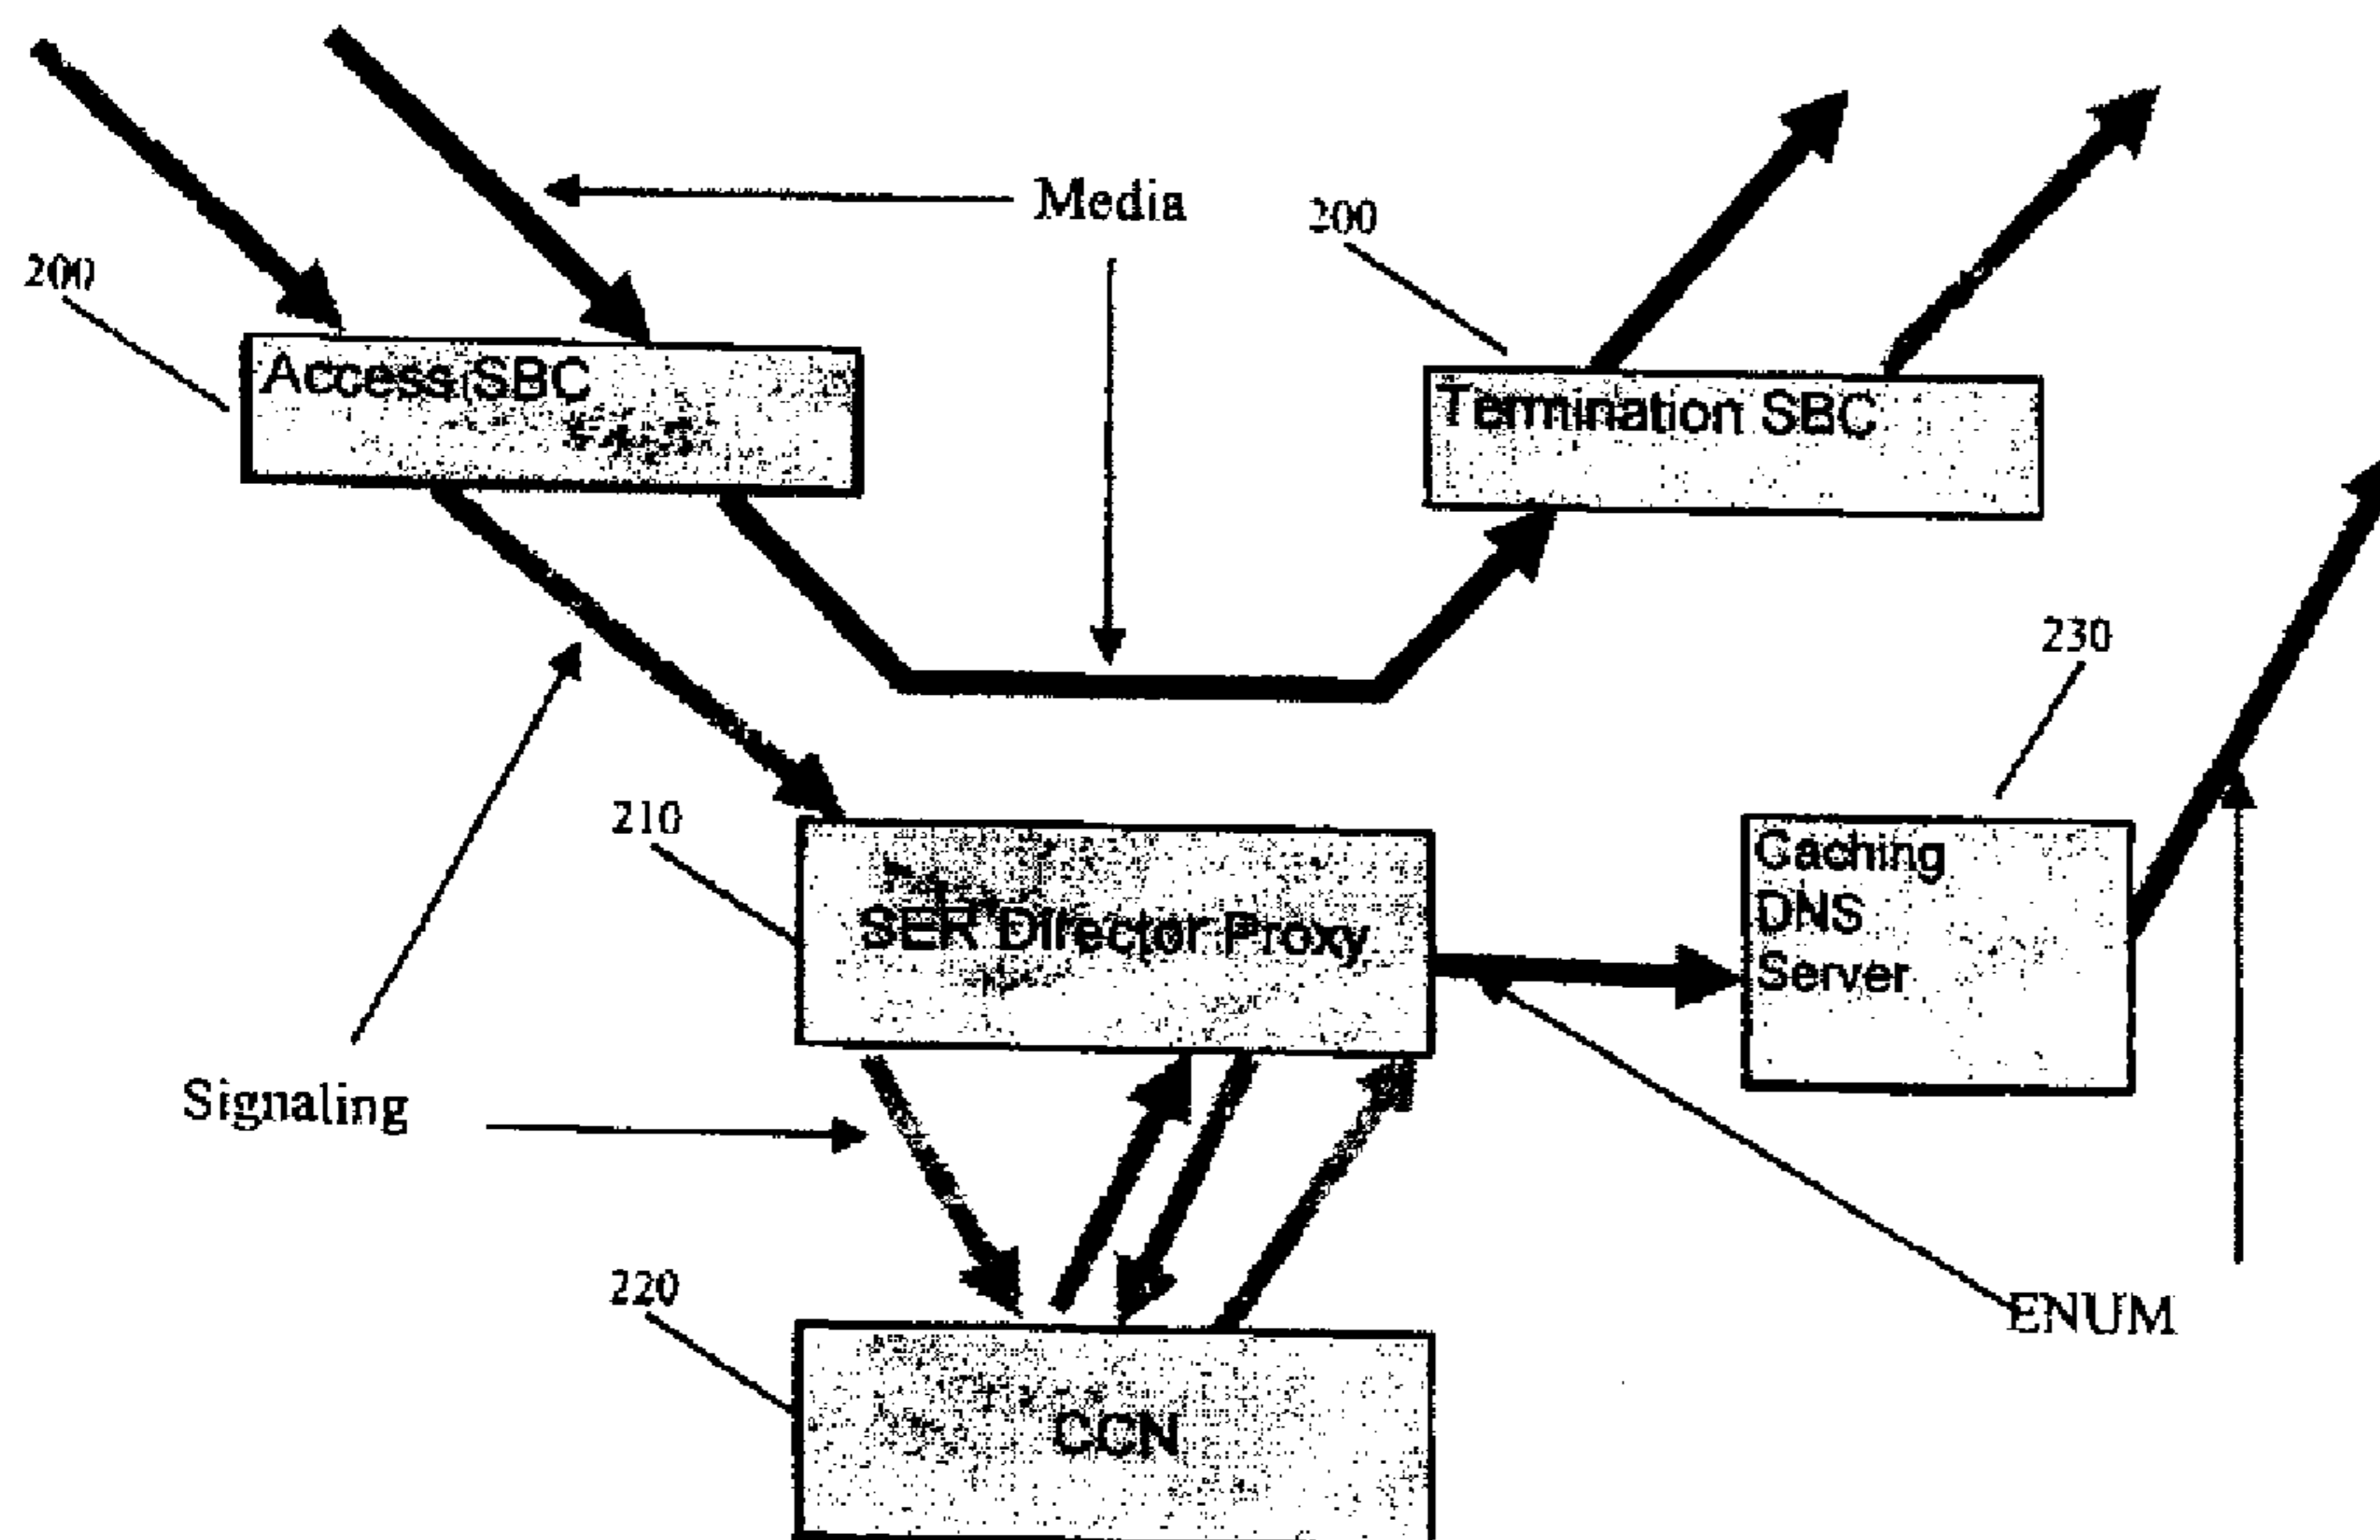 Media
200
200
Access SBC
Termination SBC
230
210
Caching
DNS
Server
SER Director Proxy
Signaling
220
ENUM
CCN